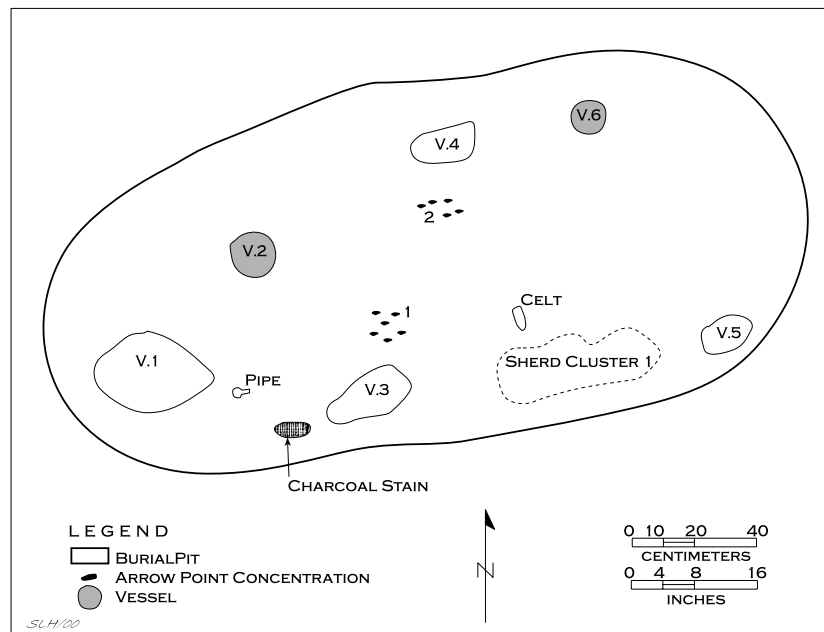 V.6
V.4
2
V.2
1
CELT
V.5
SHERD CLUSTER 1
V.1
PIPE
V.3
CHARCOAL STAIN
LEGEND
BURIALPIT
ARROW POINT CONCENTRATION
VESSEL
N
0 10 20 40
CENTIMETERS
0 4 8 16
INCHES
SLH/00